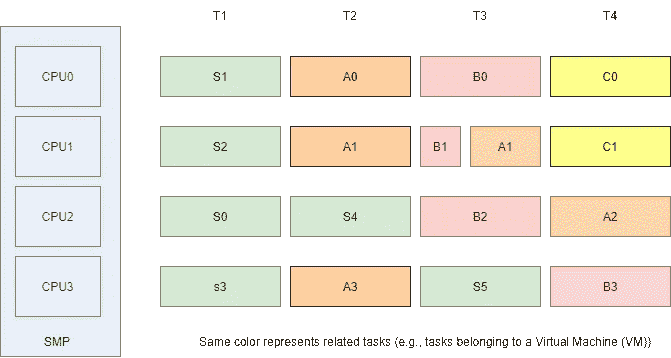 T1 T2 T3 T4
CPU0 S1 A0 B0 C0
CPU1 S2 A1 B1 A1 C1
CPU2 S0 S4 B2 A2
CPU3 s3 A3 S5 B3
SMP Same color represents related tasks (e.g., tasks belonging to a Virtual Machine (VM))